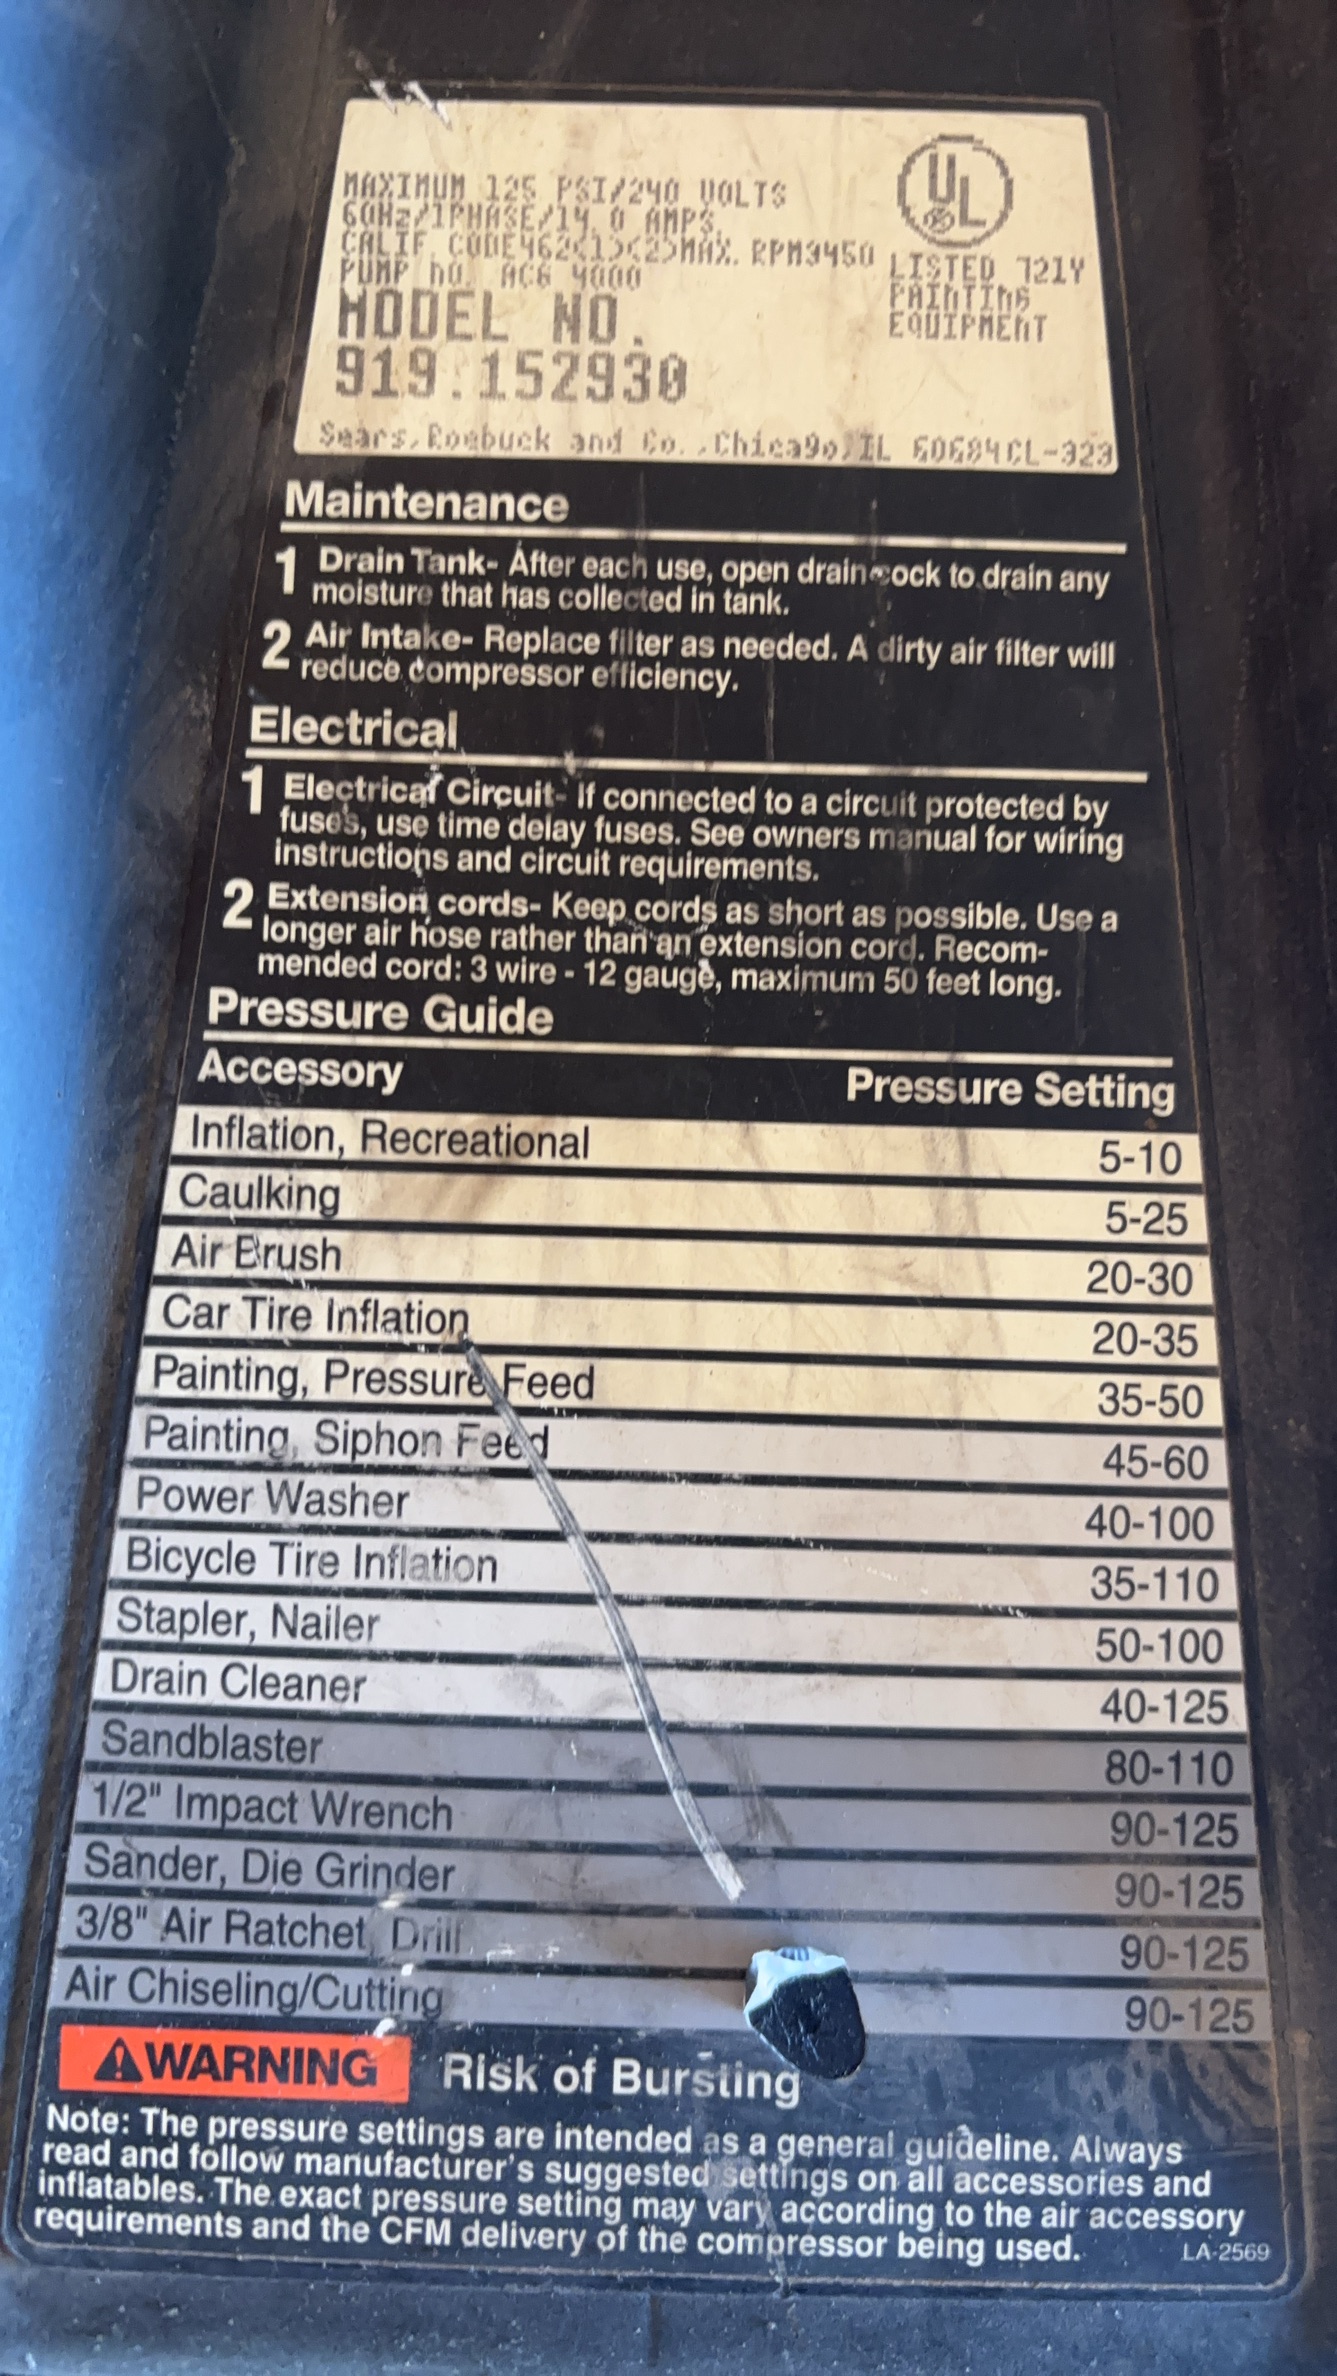 MAXIMUM 125 PSI/240 VOLTS
60Hz/1PHASE/14.0 AMPS.
CALIF. CODE462<1><2>MAX. RPM3450
PUMP nO. AC6 4000
MODEL NO.
919.152930
UL
LISTED 721Y
PAInTInG
EQUIPMEnT
Sears, Roebuck and Co.,Chicago,IL 60684CL-323
Maintenance
1 Drain Tank- After each use, open drain cock to drain any
moisture that has collected in tank.
2 Air Intake- Replace filter as needed. A dirty air filter will
reduce compressor efficiency.
Electrical
1 Electrical Circuit- If connected to a circuit protected by
fuses, use time delay fuses. See owners manual for wiring
instructions and circuit requirements.
2 Extension cords- Keep cords as short as possible. Use a
longer air hose rather than an extension cord. Recom-
mended cord: 3 wire - 12 gauge, maximum 50 feet long.
Pressure Guide
Accessory Pressure Setting
Inflation, Recreational 5-10
Caulking 5-25
Air Brush 20-30
Car Tire Inflation 20-35
Painting, Pressure Feed 35-50
Painting, Siphon Feed 45-60
Power Washer 40-100
Bicycle Tire Inflation 35-110
Stapler, Nailer 50-100
Drain Cleaner 40-125
Sandblaster 80-110
1/2" Impact Wrench 90-125
Sander, Die Grinder 90-125
3/8" Air Ratchet, Drill 90-125
Air Chiseling/Cutting 90-125
WARNING Risk of Bursting
Note: The pressure settings are intended as a general guideline. Always
read and follow manufacturer's suggested settings on all accessories and
inflatables. The exact pressure setting may vary according to the air accessory
requirements and the CFM delivery of the compressor being used.
LA-2569